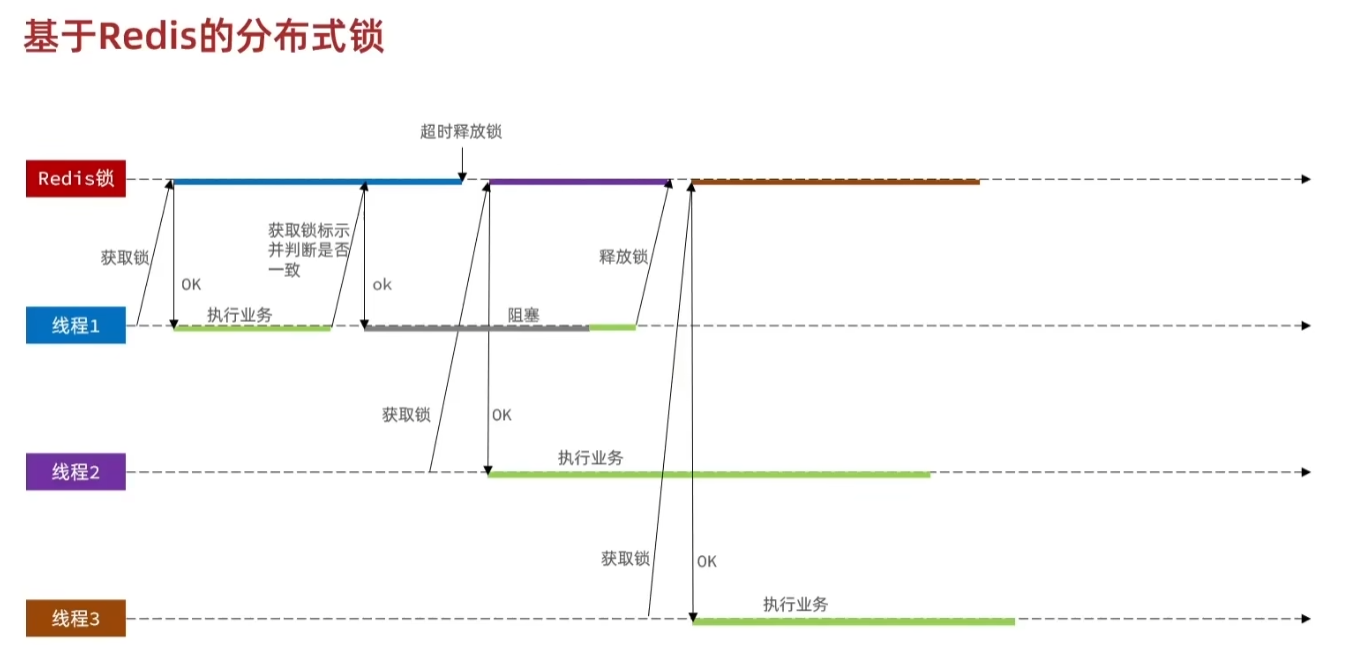 基于Redis的分布式锁
超时释放锁
Redis锁
获取锁标示
并判断是否
一致
获取锁
释放锁
OK
ok
执行业务
阻塞
线程1
获取锁
OK
执行业务
线程2
获取锁
OK
执行业务
线程3